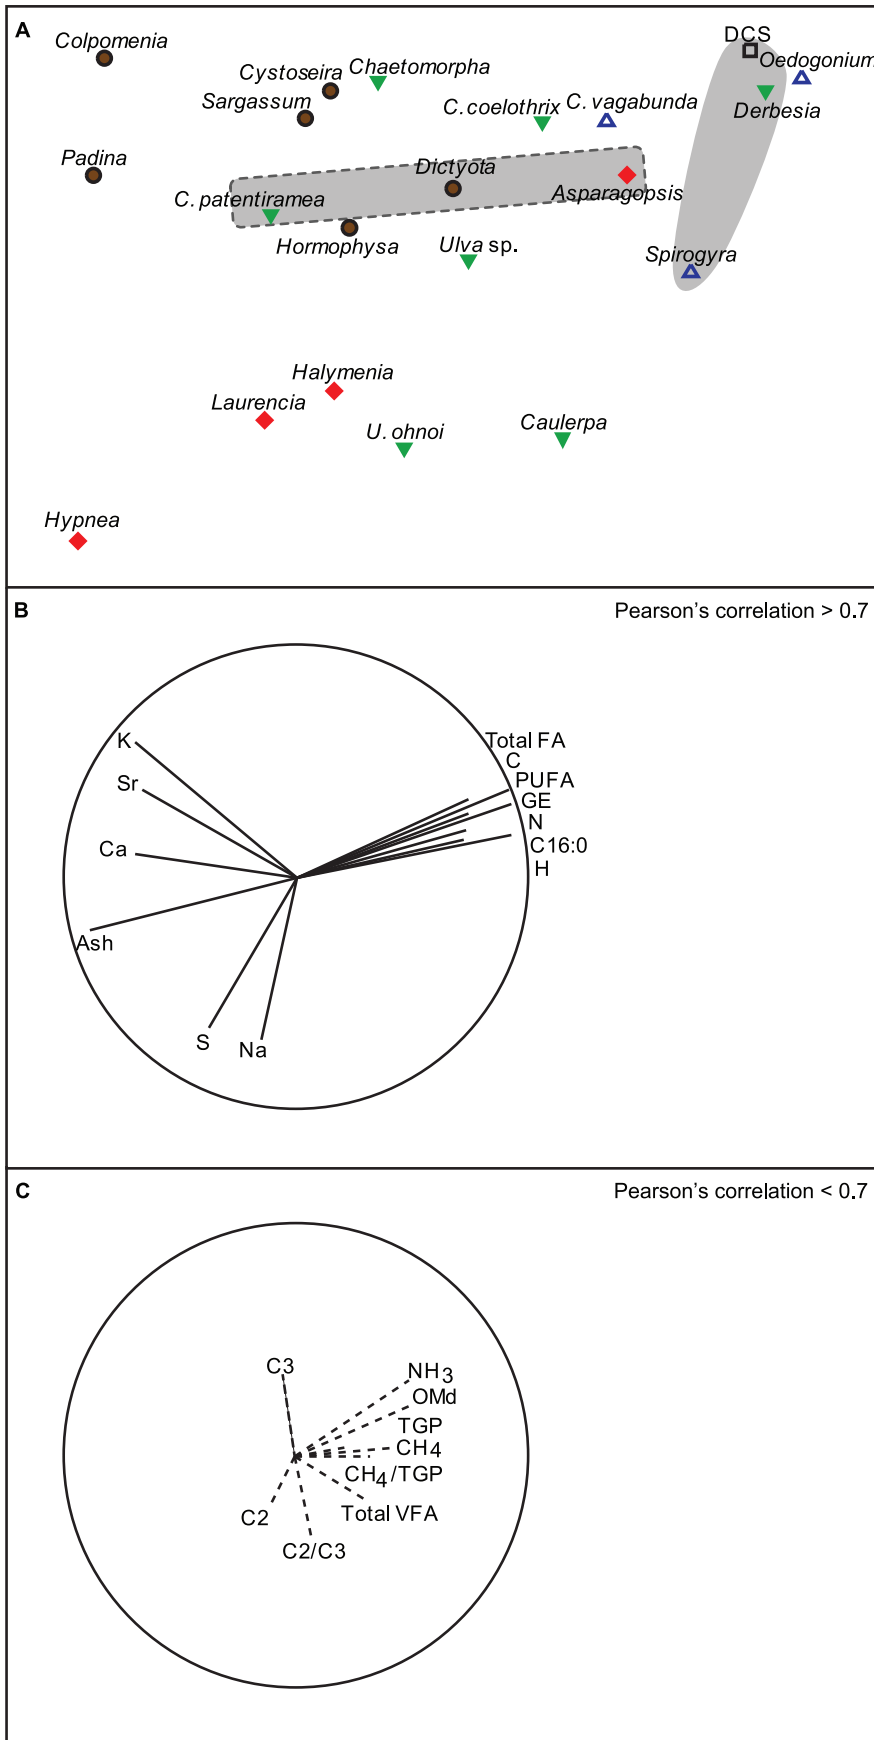 A
DCS
Colpomenia
Oedogonium
Chaetomorpha
Cystoseira
Sargassum
C. coelothrix
C. vagabunda
Derbesia
Padina
Dictyota
C. patentiramea
Asparagopsis
Hormophysa
Ulva sp.
Spirogyra
Halymenia
Laurencia
U. ohnoi
Caulerpa
Hypnea
B
Pearson's correlation > 0.7
K
Total FA
C
Sr
PUFA
GE
N
Ca
C16:0
H
Ash
S
Na
C
Pearson's correlation < 0.7
C3
NH3
OMd
TGP
CH4
CH4/TGP
C2
Total VFA
C2/C3